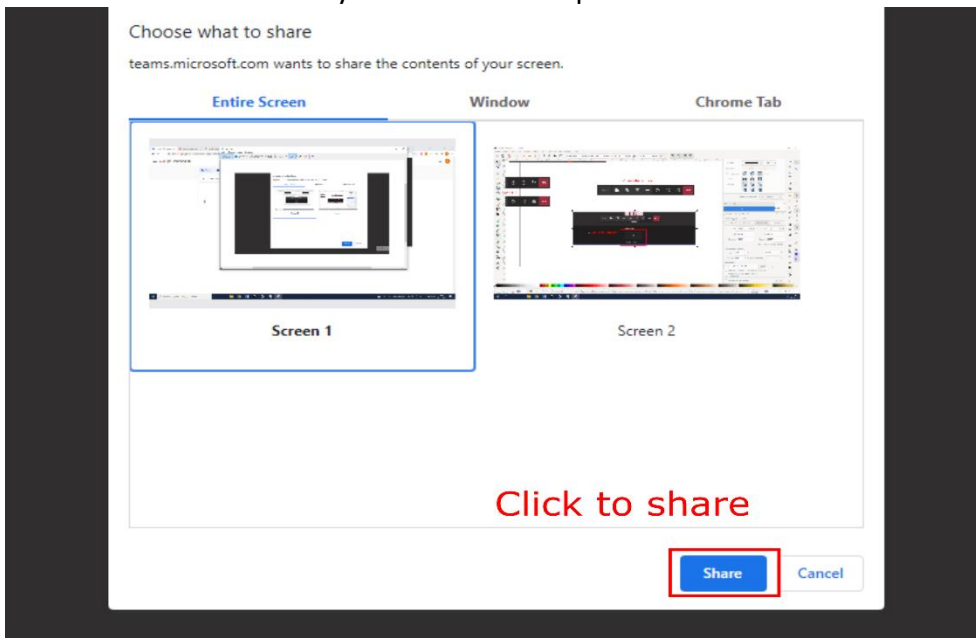 Choose what to share
teams.microsoft.com wants to share the contents of your screen.
Entire Screen Window Chrome Tab
Screen 1 Screen 2
Click to share
Share Cancel